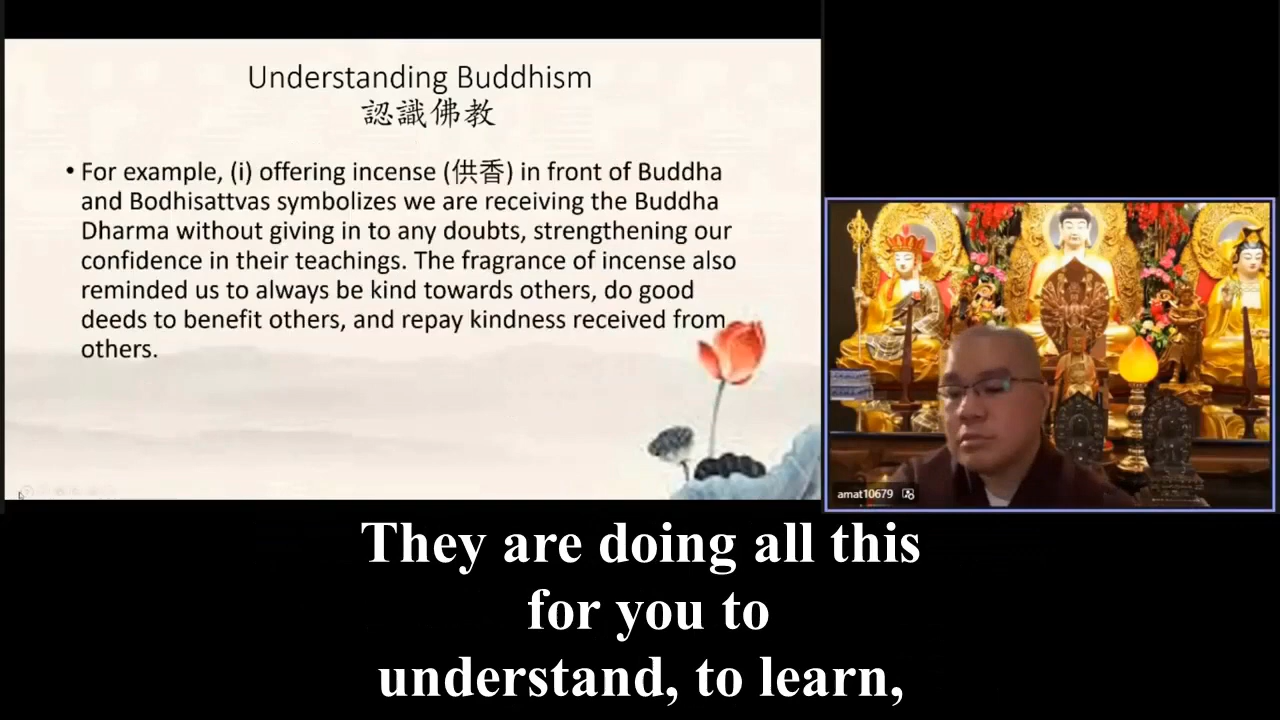 Understanding Buddhism
認識佛教
• For example, (i) offering incense (供香) in front of Buddha
and Bodhisattvas symbolizes we are receiving the Buddha
Dharma without giving in to any doubts, strengthening our
confidence in their teachings. The fragrance of incense also
reminded us to always be kind towards others, do good
deeds to benefit others, and repay kindness received from
others.
amat10679
They are doing all this
for you to
understand, to learn,